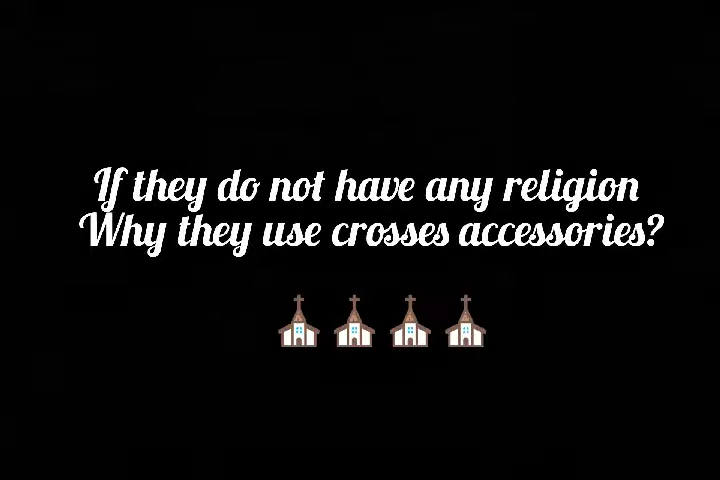 If they do not have any religion
Why they use crosses accessories?